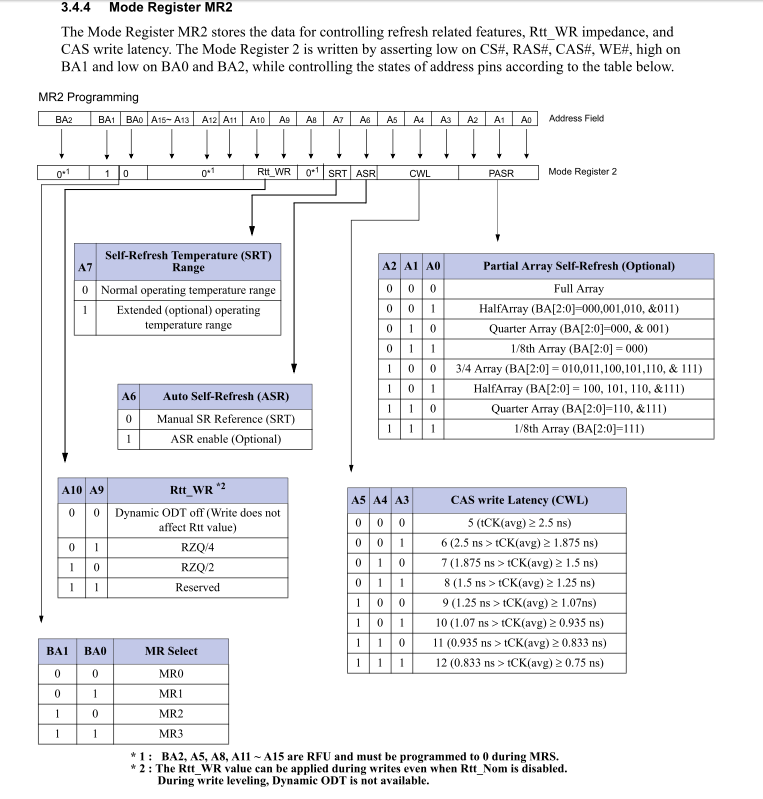 3.4.4 Mode Register MR2
The Mode Register MR2 stores the data for controlling refresh related features, Rtt_WR impedance, and
CAS write latency. The Mode Register 2 is written by asserting low on CS#, RAS#, CAS#, WE#, high on
BA1 and low on BA0 and BA2, while controlling the states of address pins according to the table below.
MR2 Programming
BA2 BA1 BA0 A15~ A13 A12 A11 A10 A9 A8 A7 A6 A5 A4 A3 A2 A1 A0 Address Field
0*1 1 0 0*1 Rtt_WR 0*1 SRT ASR CWL PASR Mode Register 2
A7 Self-Refresh Temperature (SRT)
Range
0 Normal operating temperature range
1 Extended (optional) operating
temperature range
A2 A1 A0 Partial Array Self-Refresh (Optional)
0 0 0 Full Array
0 0 1 HalfArray (BA[2:0]=000,001,010, &011)
0 1 0 Quarter Array (BA[2:0]=000, & 001)
0 1 1 1/8th Array (BA[2:0] = 000)
1 0 0 3/4 Array (BA[2:0] = 010,011,100,101,110, & 111)
1 0 1 HalfArray (BA[2:0] = 100, 101, 110, &111)
1 1 0 Quarter Array (BA[2:0]=110, &111)
1 1 1 1/8th Array (BA[2:0]=111)
A6 Auto Self-Refresh (ASR)
0 Manual SR Reference (SRT)
1 ASR enable (Optional)
A10 A9 Rtt_WR *2
0 0 Dynamic ODT off (Write does not
affect Rtt value)
0 1 RZQ/4
1 0 RZQ/2
1 1 Reserved
A5 A4 A3 CAS write Latency (CWL)
0 0 0 5 (tCK(avg) ≥ 2.5 ns)
0 0 1 6 (2.5 ns > tCK(avg) ≥ 1.875 ns)
0 1 0 7 (1.875 ns > tCK(avg) ≥ 1.5 ns)
0 1 1 8 (1.5 ns > tCK(avg) ≥ 1.25 ns)
1 0 0 9 (1.25 ns > tCK(avg) ≥ 1.07ns)
1 0 1 10 (1.07 ns > tCK(avg) ≥ 0.935 ns)
1 1 0 11 (0.935 ns > tCK(avg) ≥ 0.833 ns)
1 1 1 12 (0.833 ns > tCK(avg) ≥ 0.75 ns)
BA1 BA0 MR Select
0 0 MR0
0 1 MR1
1 0 MR2
1 1 MR3
* 1 : BA2, A5, A8, A11 ~ A15 are RFU and must be programmed to 0 during MRS.
* 2 : The Rtt_WR value can be applied during writes even when Rtt_Nom is disabled.
During write leveling, Dynamic ODT is not available.